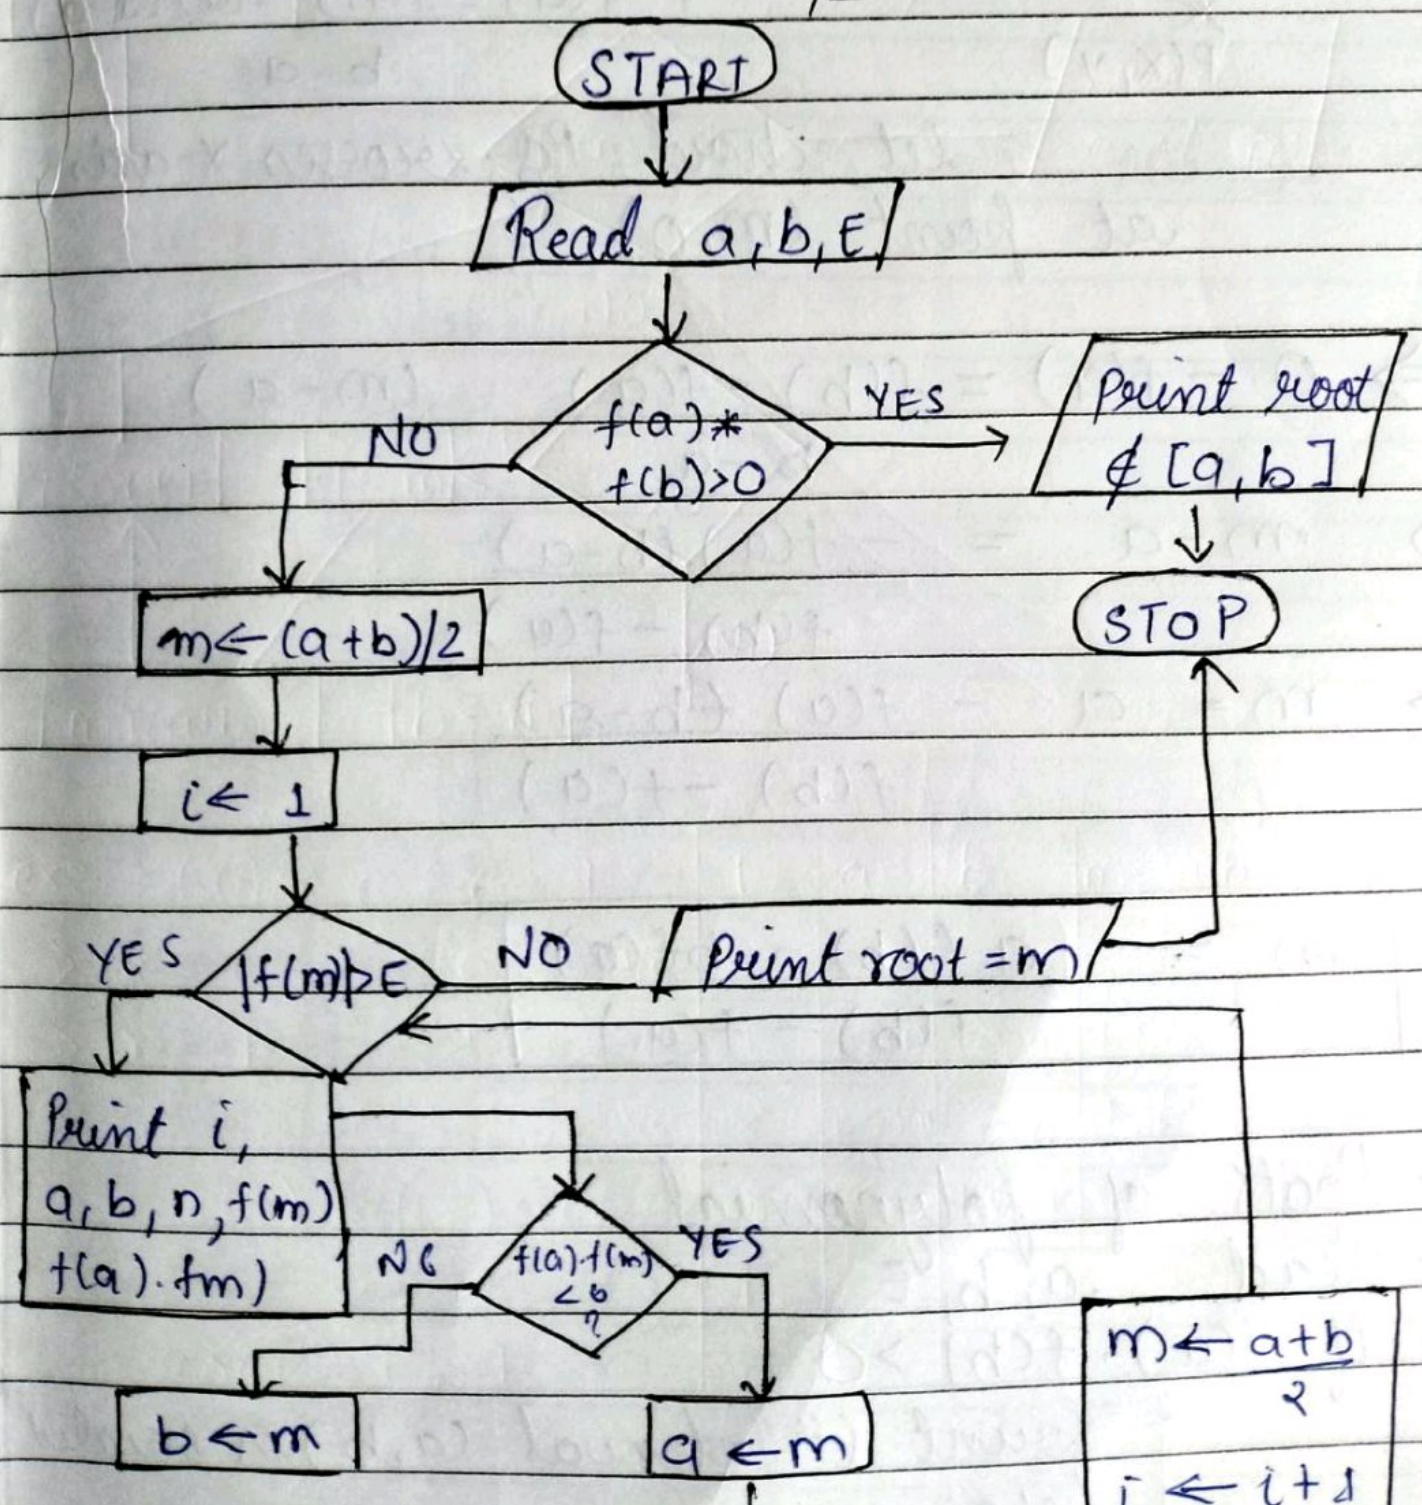 START
Read a, b, E
f(a) *
f(b)>0
YES
NO
Print root
∉ [a, b]
STOP
m← (a+b)/2
i← 1
YES
|f(m)|>E
NO
Print root = m
Print i,
a, b, n, f(m)
f(a). fm)
f(a).f(m)
<0
?
NO
YES
b ← m
a ← m
m← a+b
2
i ← i+1